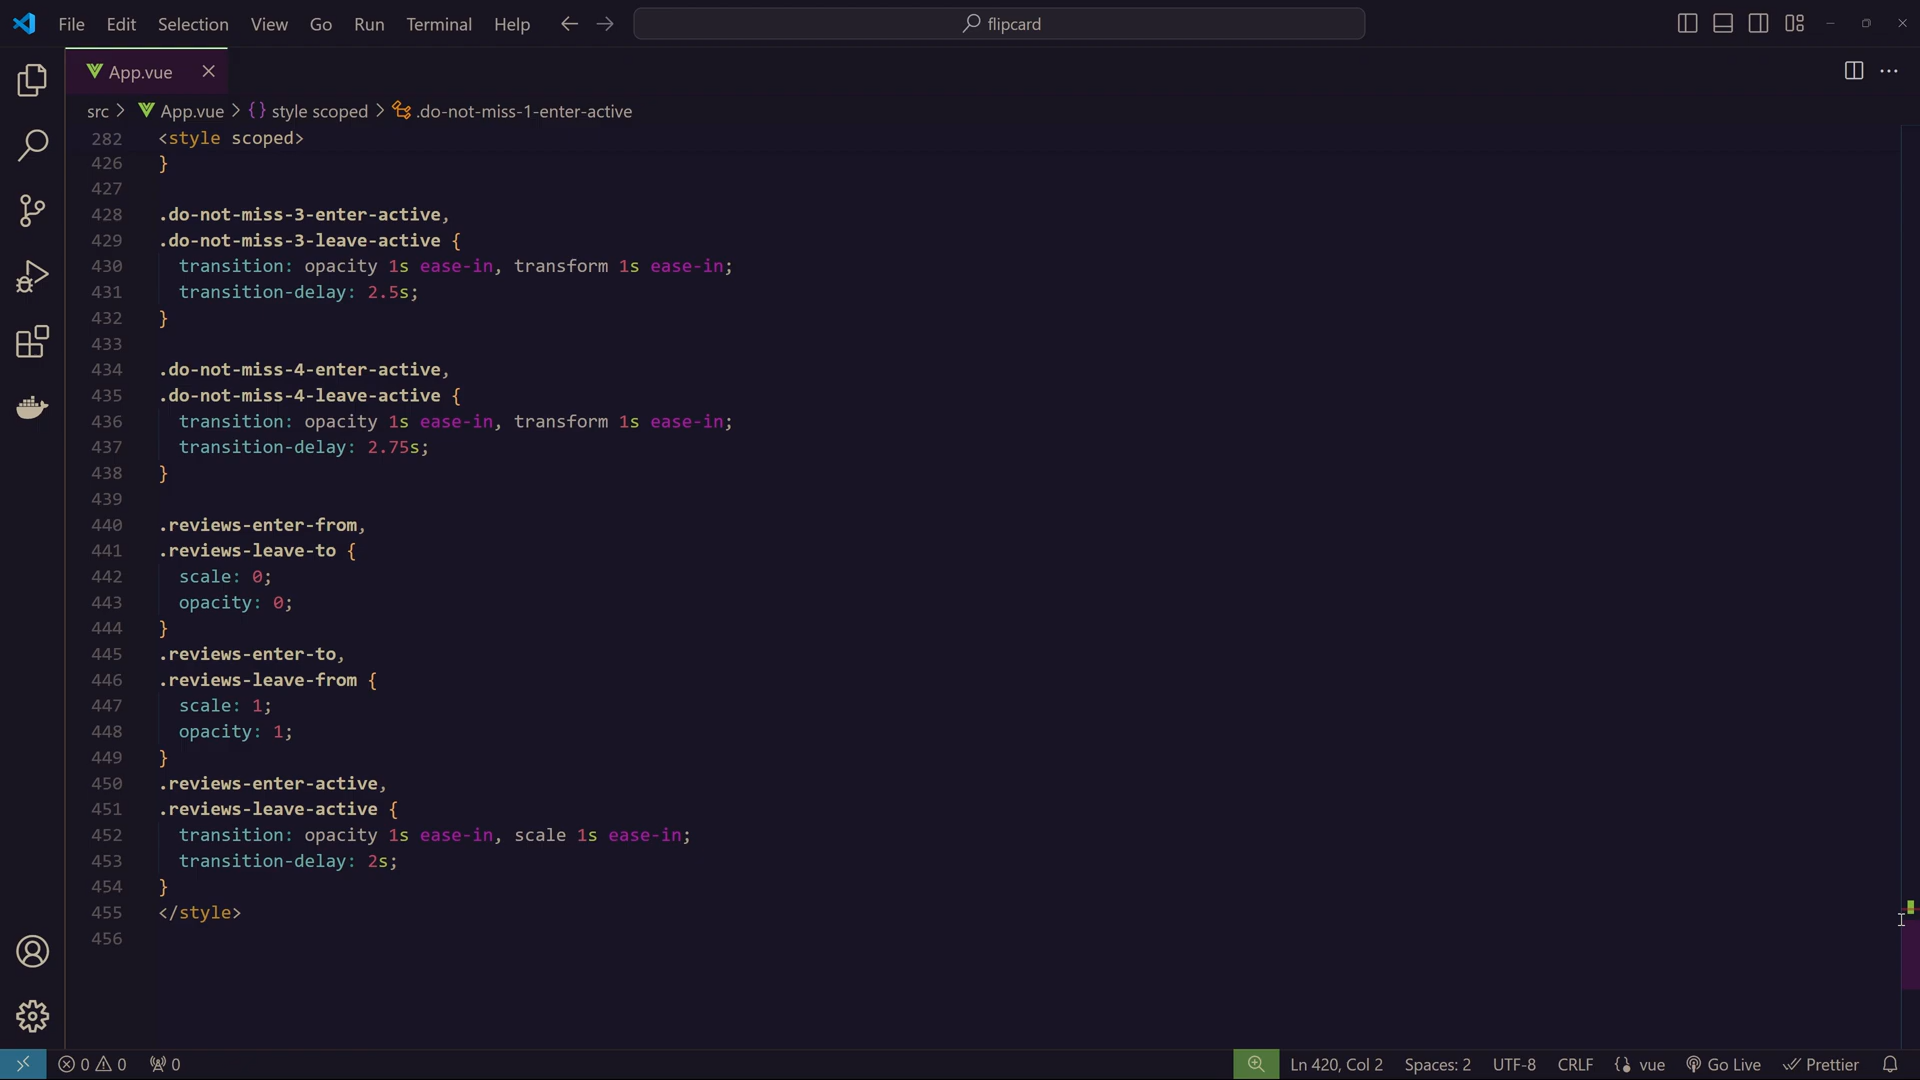 File Edit Selection View Go Run Terminal Help flipcard
App.vue
src > App.vue > {} style scoped > .do-not-miss-1-enter-active
282 <style scoped>
426 }
427
428 .do-not-miss-3-enter-active,
429 .do-not-miss-3-leave-active {
430 transition: opacity 1s ease-in, transform 1s ease-in;
431 transition-delay: 2.5s;
432 }
433
434 .do-not-miss-4-enter-active,
435 .do-not-miss-4-leave-active {
436 transition: opacity 1s ease-in, transform 1s ease-in;
437 transition-delay: 2.75s;
438 }
439
440 .reviews-enter-from,
441 .reviews-leave-to {
442 scale: 0;
443 opacity: 0;
444 }
445 .reviews-enter-to,
446 .reviews-leave-from {
447 scale: 1;
448 opacity: 1;
449 }
450 .reviews-enter-active,
451 .reviews-leave-active {
452 transition: opacity 1s ease-in, scale 1s ease-in;
453 transition-delay: 2s;
454 }
455 </style>
456
0 0 0 Ln 420, Col 2 Spaces: 2 UTF-8 CRLF vue Go Live Prettier